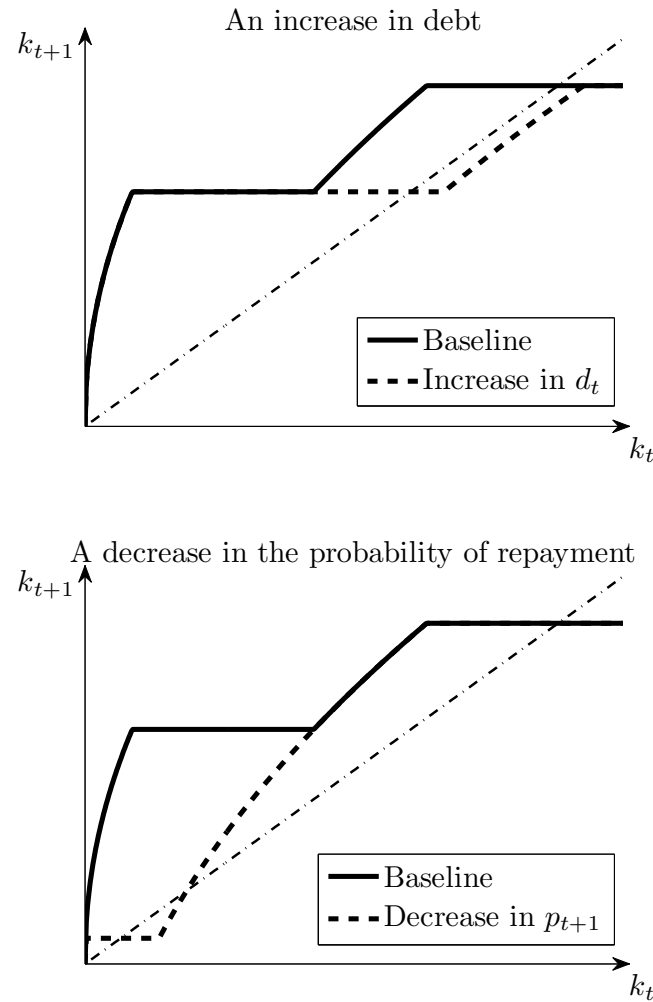 An increase in debt
k_{t+1}
Baseline
Increase in d_t
k_t
A decrease in the probability of repayment
k_{t+1}
Baseline
Decrease in p_{t+1}
k_t